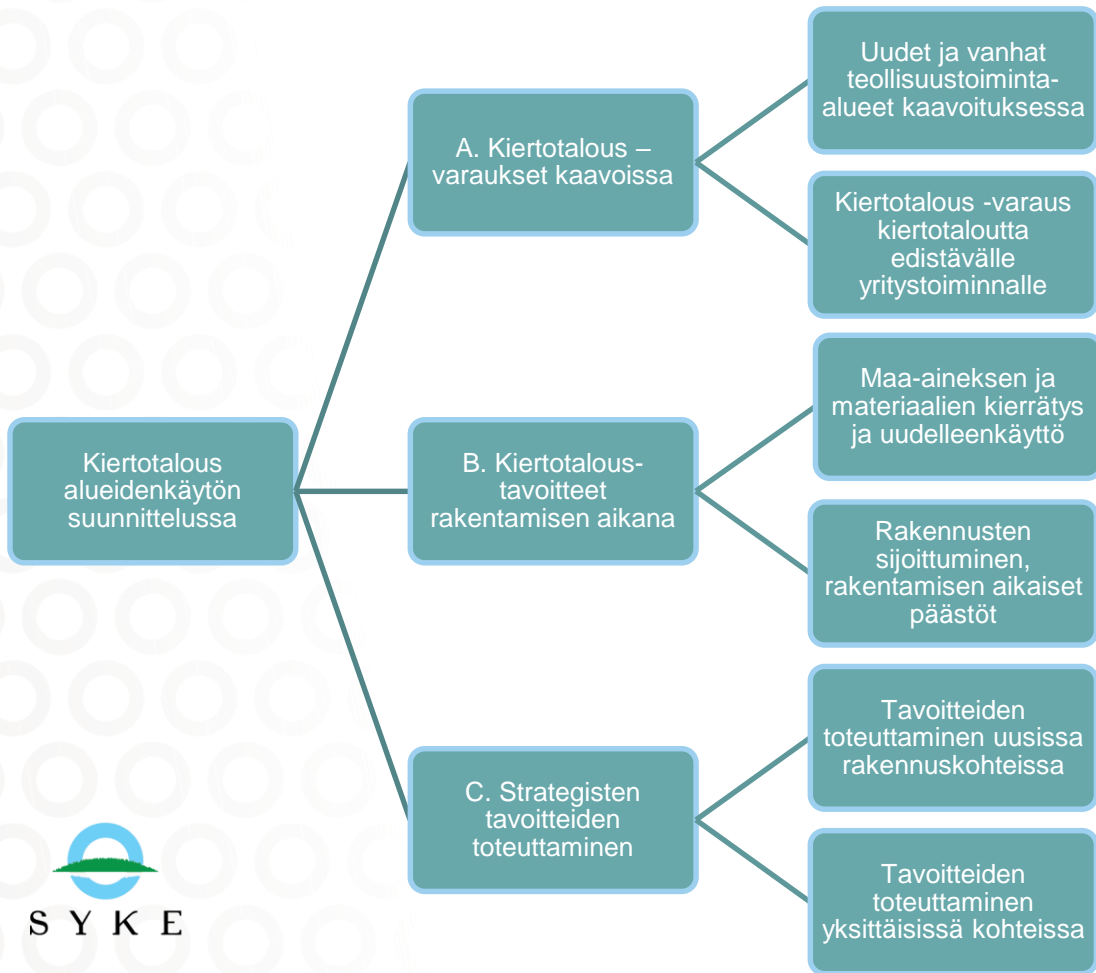 Kiertotalous
alueidenkäytön
suunnittelussa
A. Kiertotalous –
varaukset kaavoissa
Uudet ja vanhat
teollisuustoiminta-
alueet kaavoituksessa
Kiertotalous -varaus
kiertotaloutta
edistävälle
yritystoiminnalle
B. Kiertotalous-
tavoitteet
rakentamisen aikana
Maa-aineksen ja
materiaalien kierrätys
ja uudelleenkäyttö
Rakennusten
sijoittuminen,
rakentamisen aikaiset
päästöt
C. Strategisten
tavoitteiden
toteuttaminen
Tavoitteiden
toteuttaminen uusissa
rakennuskohteissa
Tavoitteiden
toteuttaminen
yksittäisissä kohteissa
SYKE